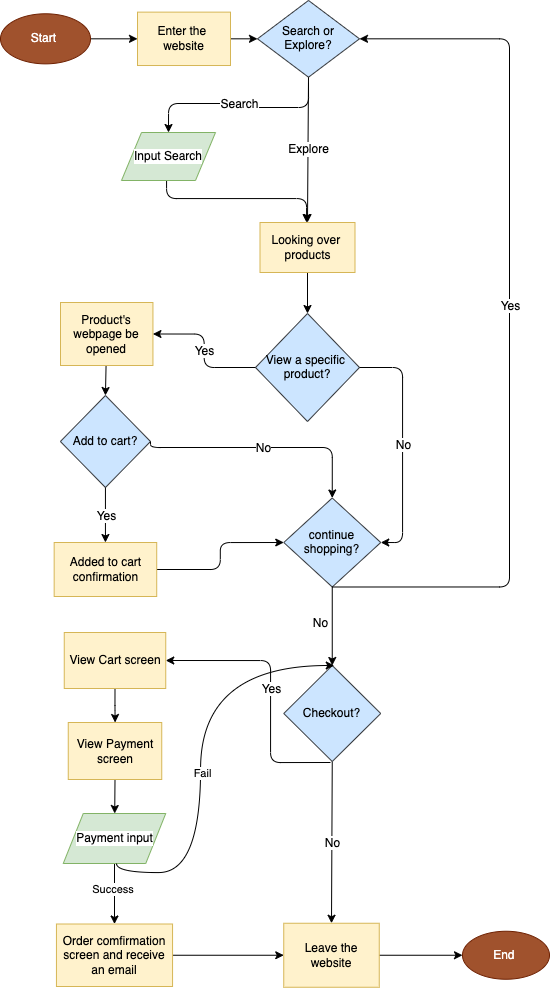 Start
Enter the
website
Search or
Explore?
Search
Explore
Input Search
Looking over
products
Yes
Product's
webpage be
opened
Yes
View a specific
product?
Add to cart?
No
No
Yes
continue
shopping?
Added to cart
confirmation
No
View Cart screen
Yes
Checkout?
View Payment
screen
Fail
Payment input
No
Success
Order comfirmation
screen and receive
an email
Leave the
website
End